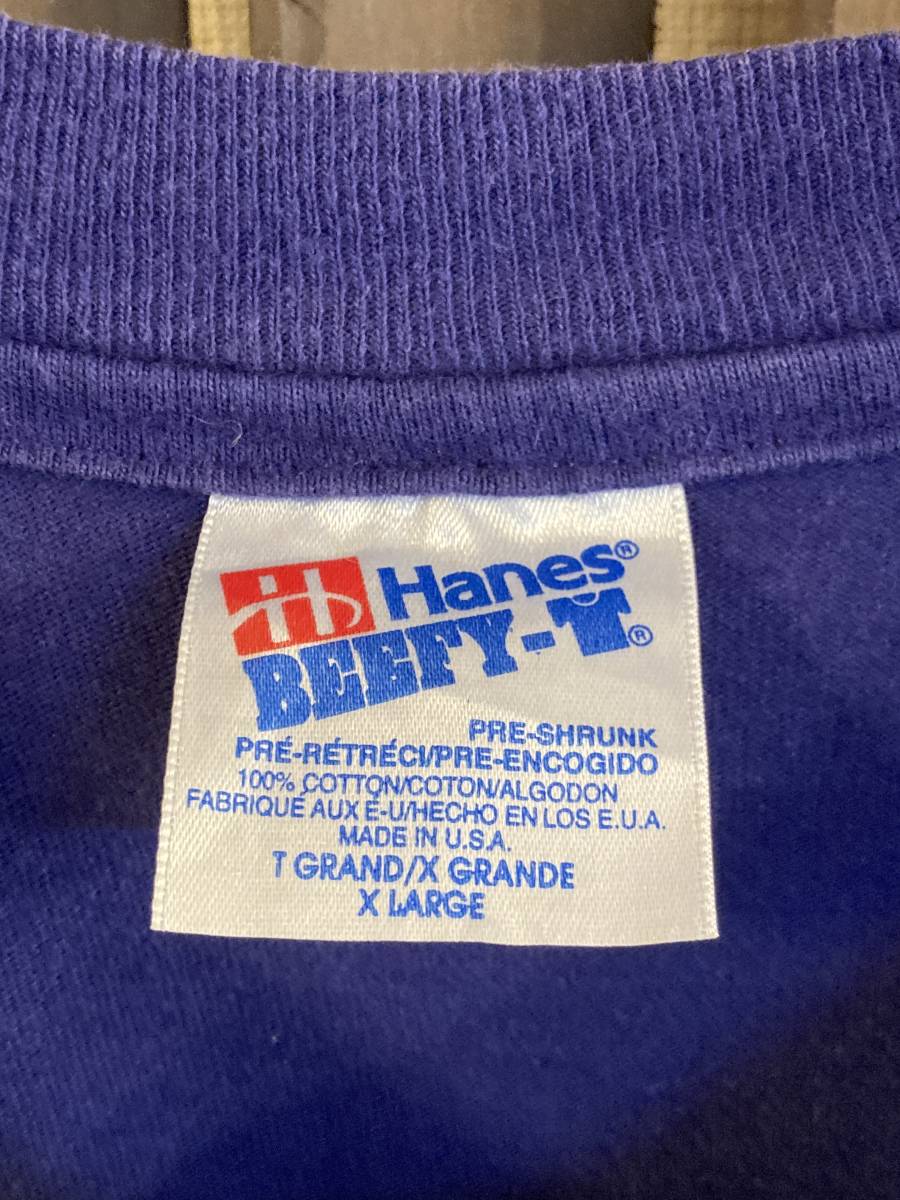 Hanes®
BEEFY-T®
PRE-SHRUNK
PRÉ-RÉTRÉCI/PRE-ENCOGIDO
100% COTTON/COTON/ALGODON
FABRIQUÉ AUX É-U/HECHO EN LOS E.U.A.
MADE IN U.S.A.
T GRAND/X GRANDE
X LARGE